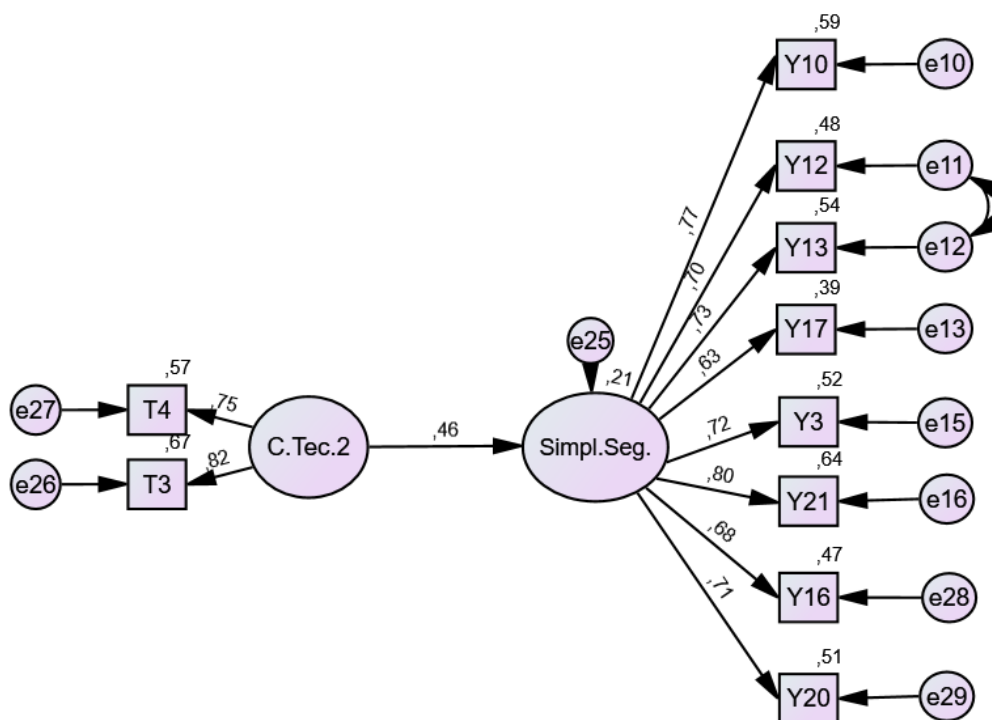 ,59
Y10
e10
,48
Y12
e11
,77
,54
Y13
e12
,70
,39
,73
Y17
e13
e25
,63
,57
,21
,52
T4
e27
,75
,72
Y3
e15
,67
C.Tec.2
,46
Simpl.Seg.
,64
,82
,80
T3
e26
Y21
e16
,68
,47
Y16
e28
,71
,51
Y20
e29